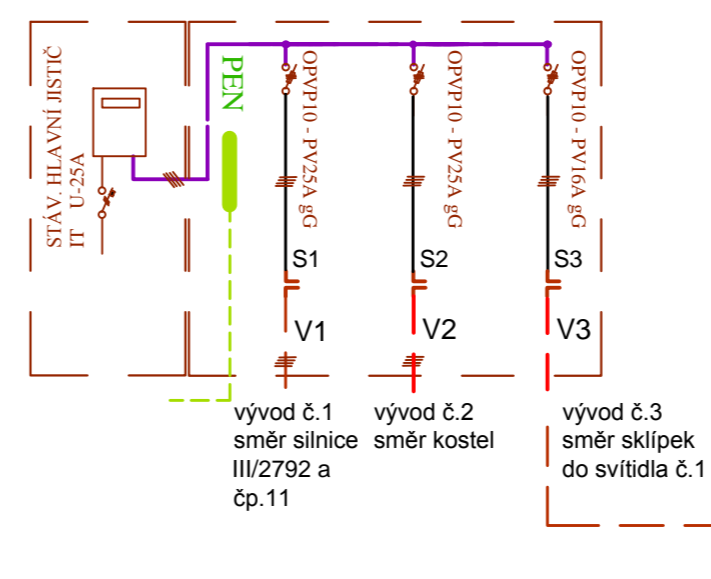 STÁV. HLAVNÍ JISTIČ
IT U-25A
PEN
OPVP10 - PV25A gG
OPVP10 - PV25A gG
OPVP10 - PV16A gG
S1
S2
S3
V1
V2
V3
vývod č.1
směr silnice
III/2792 a
čp.11
vývod č.2
směr kostel
vývod č.3
směr sklípek
do svítidla č.1